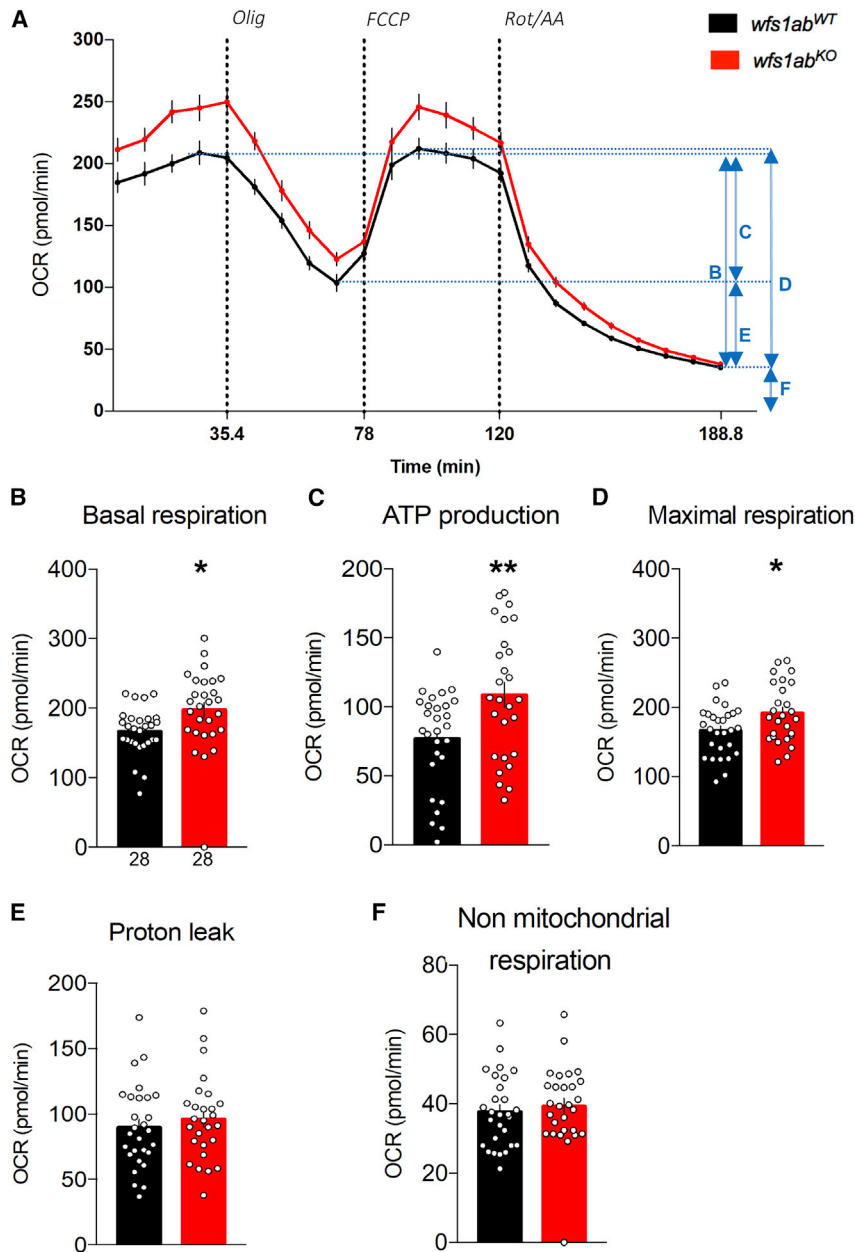 A
Olig
FCCP
Rot/AA
wfs1ab^WT
wfs1ab^KO
OCR (pmol/min)
300
250
200
150
100
50
0
35.4
78
120
188.8
Time (min)
B
C
D
E
F
B
Basal respiration
*
OCR (pmol/min)
400
300
200
100
0
28
28
C
ATP production
**
OCR (pmol/min)
200
150
100
50
0
D
Maximal respiration
*
OCR (pmol/min)
400
300
200
100
0
E
Proton leak
OCR (pmol/min)
200
150
100
50
0
F
Non mitochondrial
respiration
OCR (pmol/min)
80
60
40
20
0